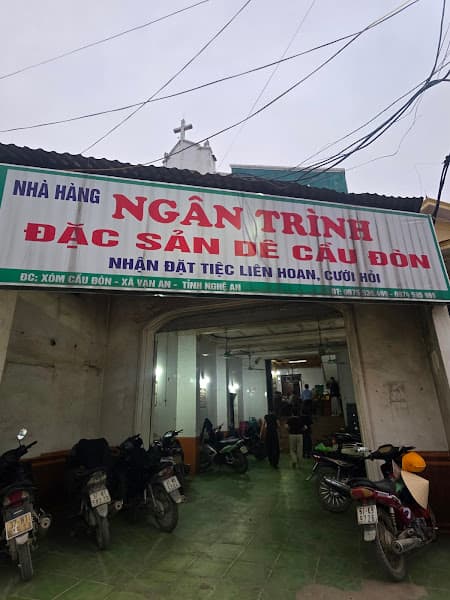 NHÀ HÀNG
NGÂN TRÌNH
ĐẶC SẢN DÊ CẦU ĐÒN
NHẬN ĐẶT TIỆC LIÊN HOAN, CƯỚI HỎI
ĐC: XÓM CẦU ĐÒN - XÃ VẠN AN - TỈNH NGHỆ AN
ĐT: